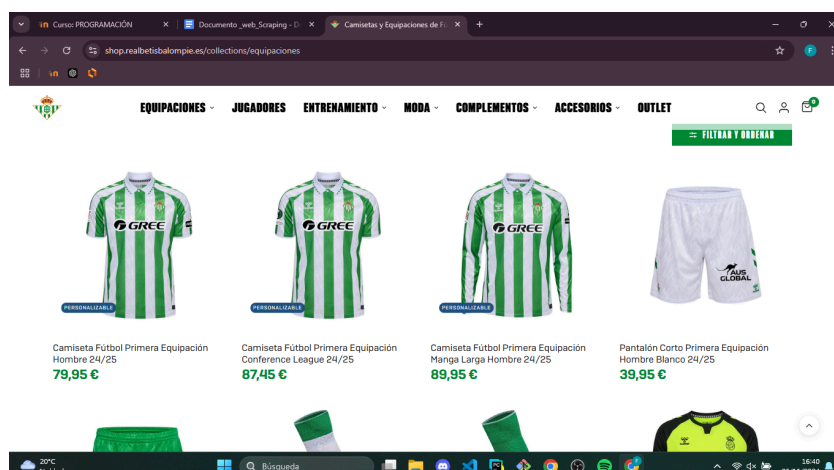 Curso: PROGRAMACIÓN
Documento _web_Scraping - D
Camisetas y Equipaciones de Fú
shop.realbetisbalompie.es/collections/equipaciones
EQUIPACIONES JUGADORES ENTRENAMIENTO MODA COMPLEMENTOS ACCESORIOS OUTLET
0
FILTRAR Y ORDENAR
GREE
GREE
GREE
AUS
GLOBAL
PERSONALIZABLE
PERSONALIZABLE
PERSONALIZABLE
Camiseta Fútbol Primera Equipación
Hombre 24/25
79,95 €
Camiseta Fútbol Primera Equipación
Conference League 24/25
87,45 €
Camiseta Fútbol Primera Equipación
Manga Larga Hombre 24/25
89,95 €
Pantalón Corto Primera Equipación
Hombre Blanco 24/25
39,95 €
20°C
Búsqueda
16:40